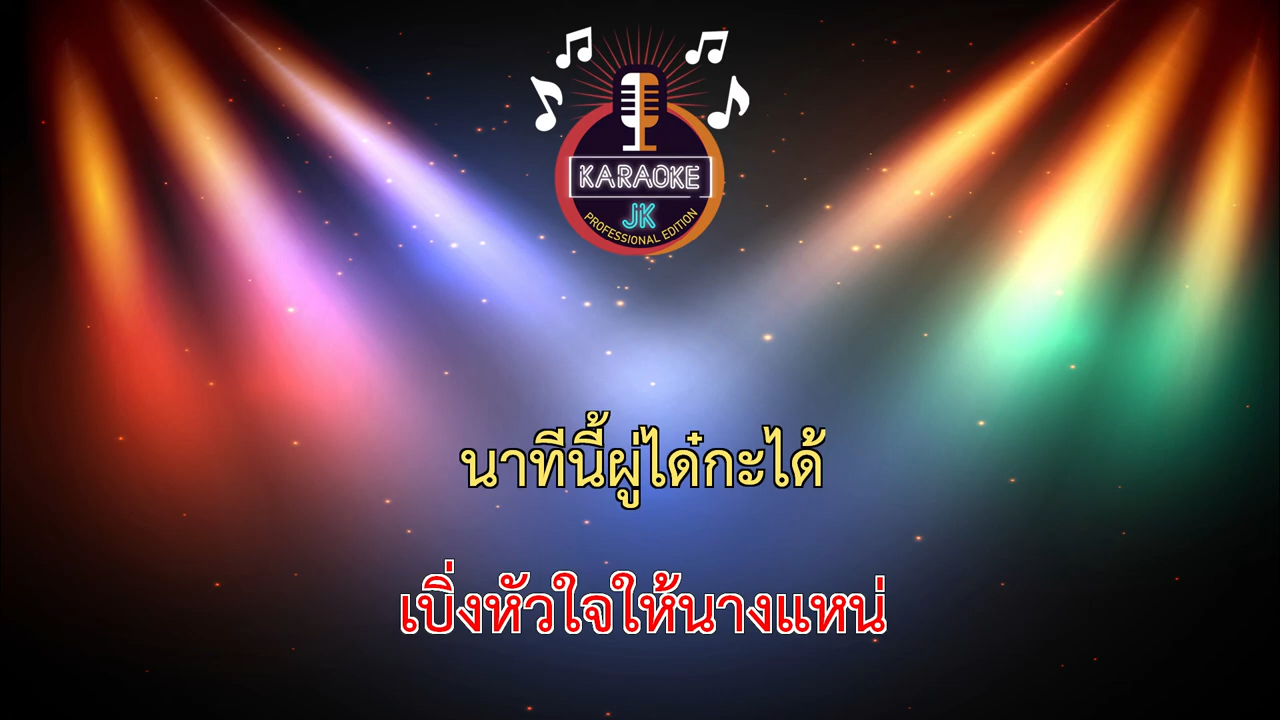 KARAOKE
JK
PROFESSIONAL EDITION
นาทีนี้ผู่ได๋กะได้
เบิ่งหัวใจให้นางแหน่